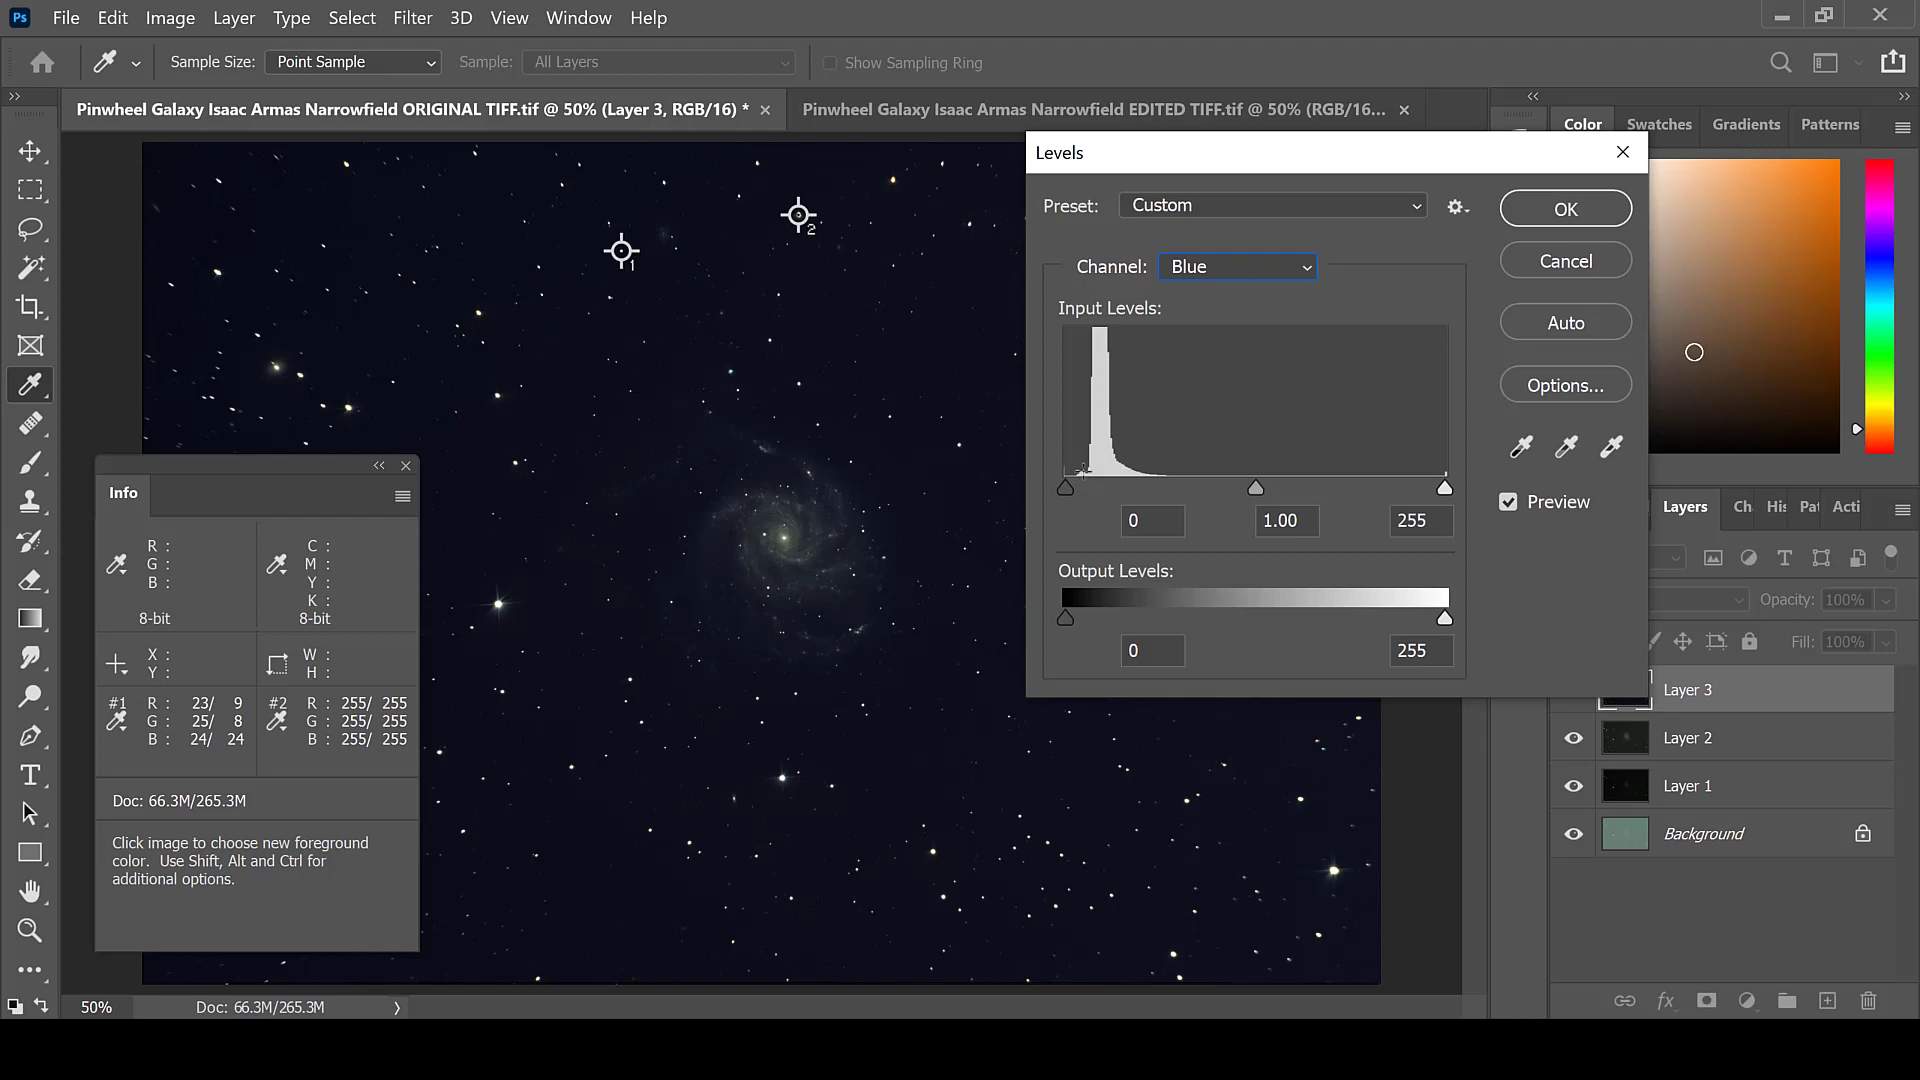 Ps File Edit Image Layer Type Select Filter 3D View Window Help
Sample Size: Point Sample Sample: All Layers Show Sampling Ring
Pinwheel Galaxy Isaac Armas Narrowfield ORIGINAL TIFF.tif @ 50% (Layer 3, RGB/16) * Pinwheel Galaxy Isaac Armas Narrowfield EDITED TIFF.tif @ 50% (RGB/16...
Color Swatches Gradients Patterns
Levels
Preset: Custom
OK
Channel: Blue
Cancel
Input Levels:
Auto
Options...
Preview
0 1.00 255
Output Levels:
0 255
1
2
Info
R :
G :
B :
8-bit
C :
M :
Y :
K :
8-bit
X :
Y :
W :
H :
#1 R : 23/ 9
G : 25/ 8
B : 24/ 24
#2 R : 255/ 255
G : 255/ 255
B : 255/ 255
Doc: 66.3M/265.3M
Click image to choose new foreground
color. Use Shift, Alt and Ctrl for
additional options.
Layers Ch His Pat Acti
Opacity: 100%
Fill: 100%
Layer 3
Layer 2
Layer 1
Background
fx
50% Doc: 66.3M/265.3M